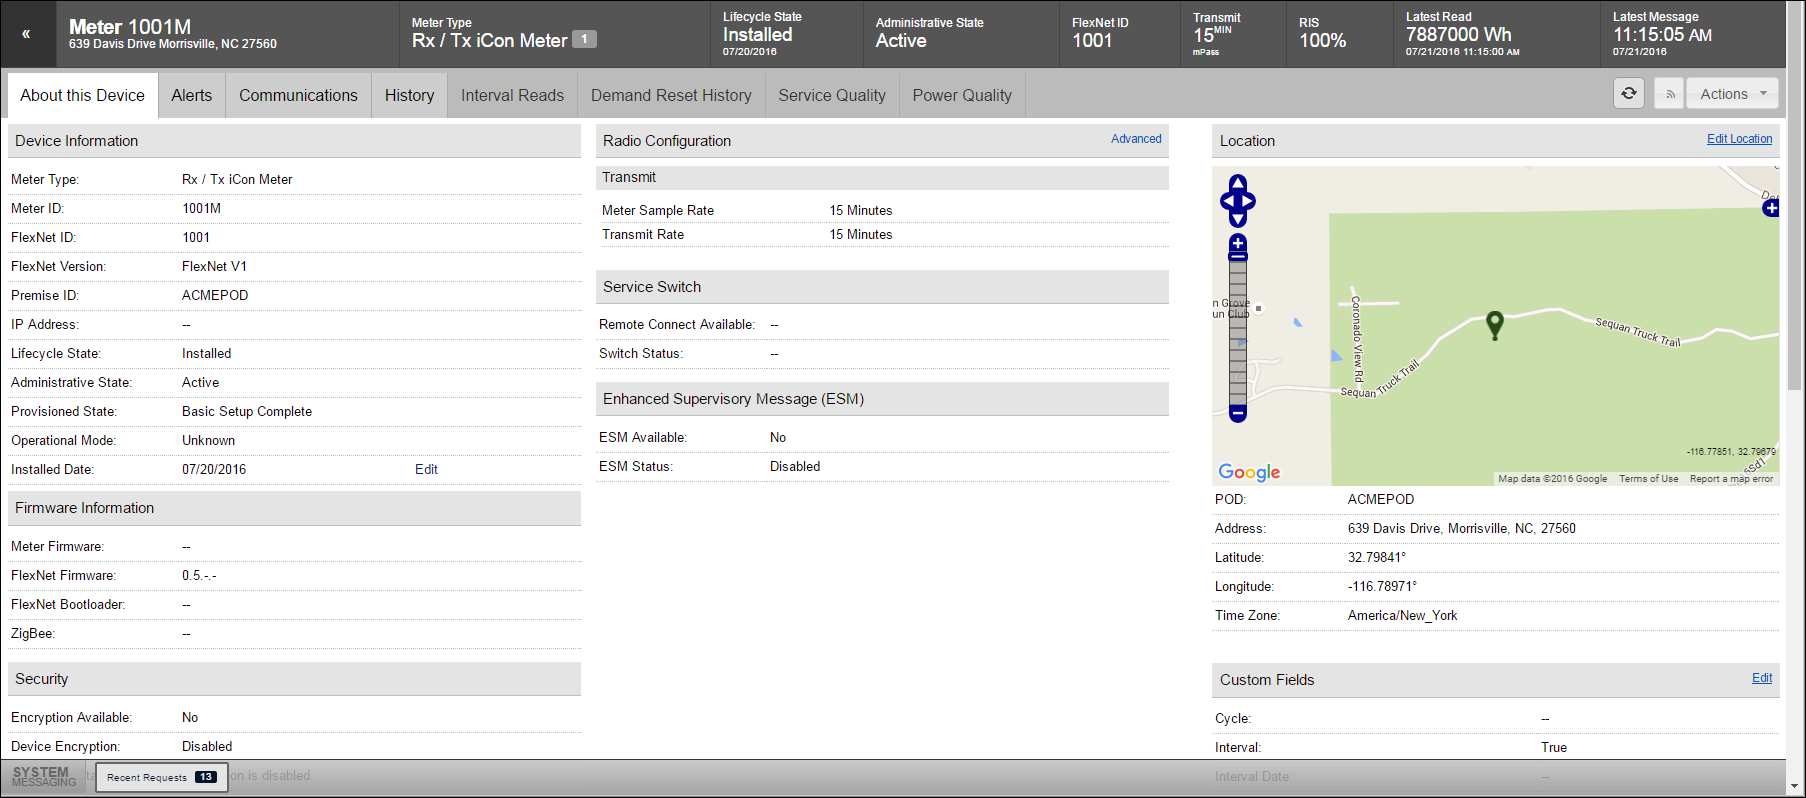 «
Meter 1001M
639 Davis Drive Morrisville, NC 27560
Meter Type
Rx / Tx iCon Meter 1
Lifecycle State
Installed
07/20/2016
Administrative State
Active
FlexNet ID
1001
Transmit
15MIN
mPass
RIS
100%
Latest Read
7887000 Wh
07/21/2016 11:15:00 AM
Latest Message
11:15:05 AM
07/21/2016
About this Device
Alerts
Communications
History
Interval Reads
Demand Reset History
Service Quality
Power Quality
Actions
Device Information
Meter Type: Rx / Tx iCon Meter
Meter ID: 1001M
FlexNet ID: 1001
FlexNet Version: FlexNet V1
Premise ID: ACMEPOD
IP Address: --
Lifecycle State: Installed
Administrative State: Active
Provisioned State: Basic Setup Complete
Operational Mode: Unknown
Installed Date: 07/20/2016 Edit
Firmware Information
Meter Firmware: --
FlexNet Firmware: 0.5.-.-
FlexNet Bootloader: --
ZigBee: --
Security
Encryption Available: No
Device Encryption: Disabled
on is disabled.
SYSTEM
MESSAGING
Recent Requests 13
Radio Configuration Advanced
Transmit
Meter Sample Rate 15 Minutes
Transmit Rate 15 Minutes
Service Switch
Remote Connect Available: --
Switch Status: --
Enhanced Supervisory Message (ESM)
ESM Available: No
ESM Status: Disabled
Location Edit Location
n Grove
un Club
Coronado View Rd
Sequan Truck Trail
Sequan Truck Trail
-116.77851, 32.79679
Google
Map data ©2016 Google Terms of Use Report a map error
POD: ACMEPOD
Address: 639 Davis Drive, Morrisville, NC, 27560
Latitude: 32.79841°
Longitude: -116.78971°
Time Zone: America/New_York
Custom Fields Edit
Cycle: --
Interval: True
Interval Date: --